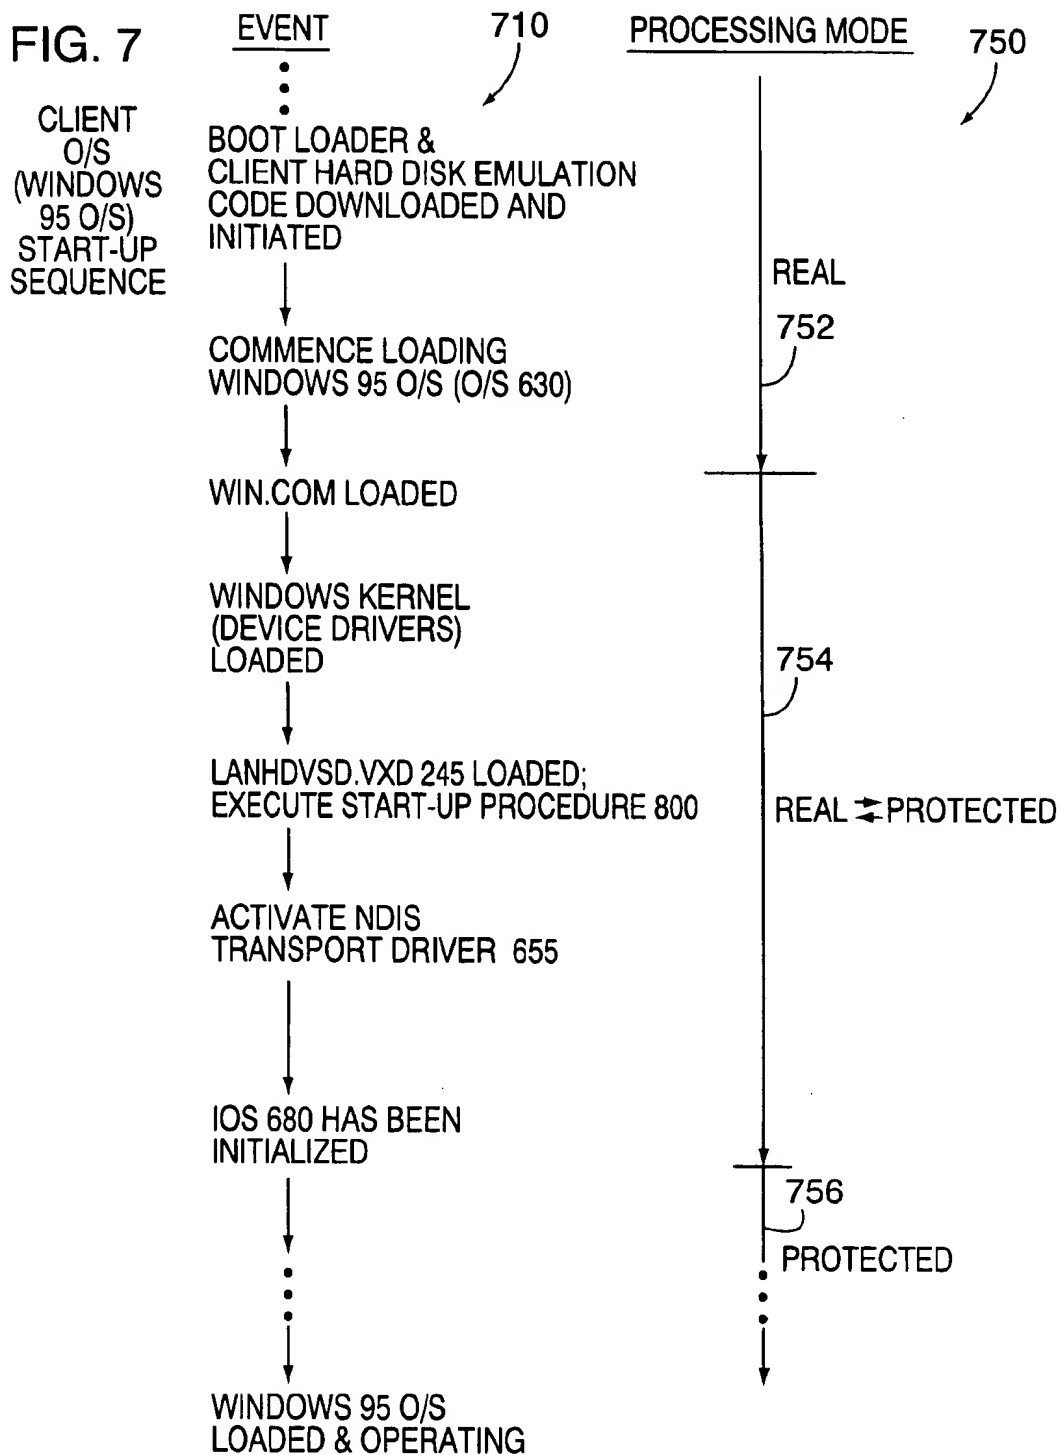 FIG. 7
CLIENT
O/S
(WINDOWS
95 O/S)
START-UP
SEQUENCE
EVENT
710
BOOT LOADER &
CLIENT HARD DISK EMULATION
CODE DOWNLOADED AND
INITIATED
COMMENCE LOADING
WINDOWS 95 O/S (O/S 630)
WIN.COM LOADED
WINDOWS KERNEL
(DEVICE DRIVERS)
LOADED
LANHDVSD.VXD 245 LOADED;
EXECUTE START-UP PROCEDURE 800
ACTIVATE NDIS
TRANSPORT DRIVER 655
IOS 680 HAS BEEN
INITIALIZED
WINDOWS 95 O/S
LOADED & OPERATING
PROCESSING MODE
750
REAL
752
754
REAL ⇄ PROTECTED
756
PROTECTED